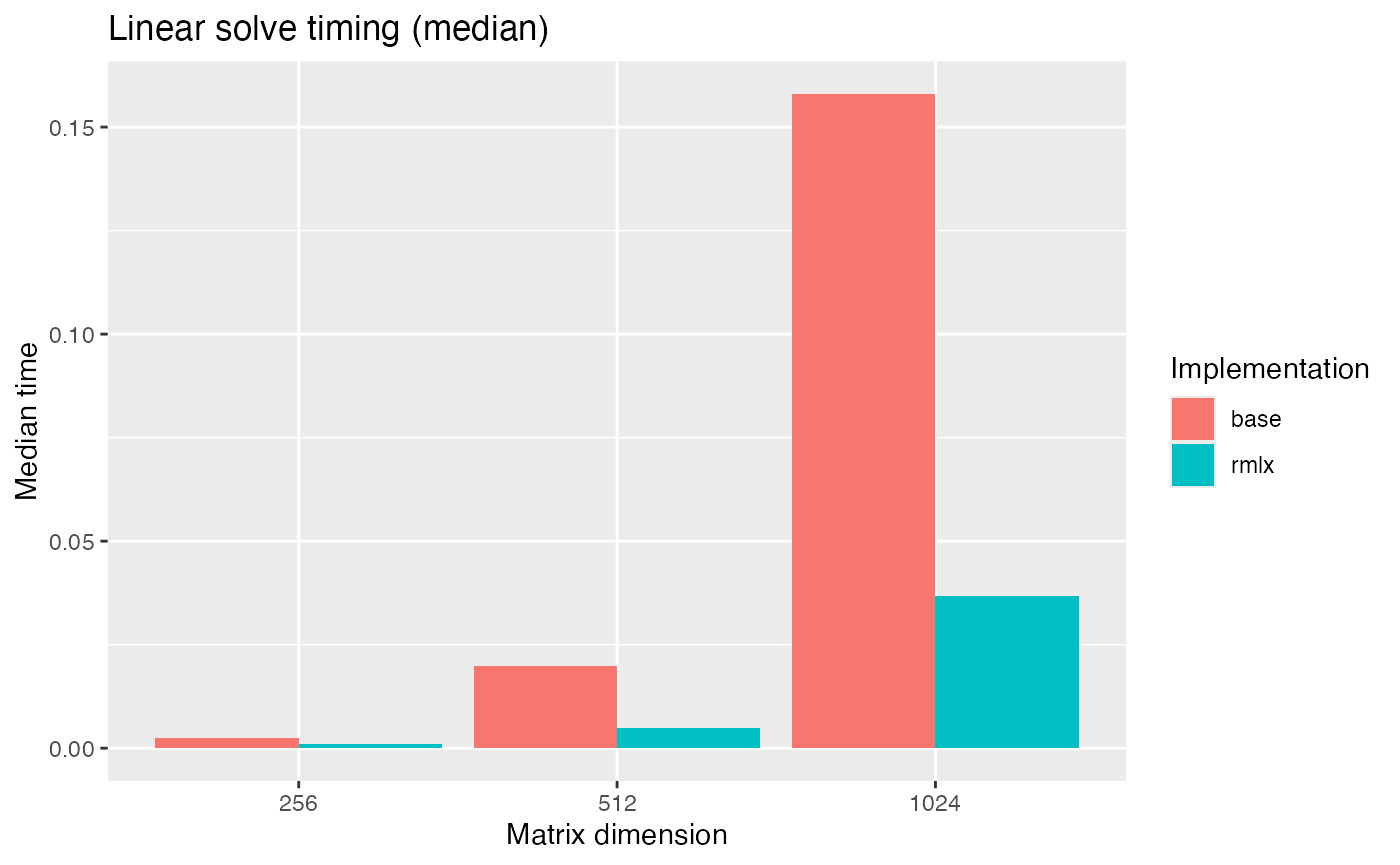 Linear solve timing (median)
Median time
0.15
0.10
0.05
0.00
256
512
1024
Matrix dimension
Implementation
base
rmlx